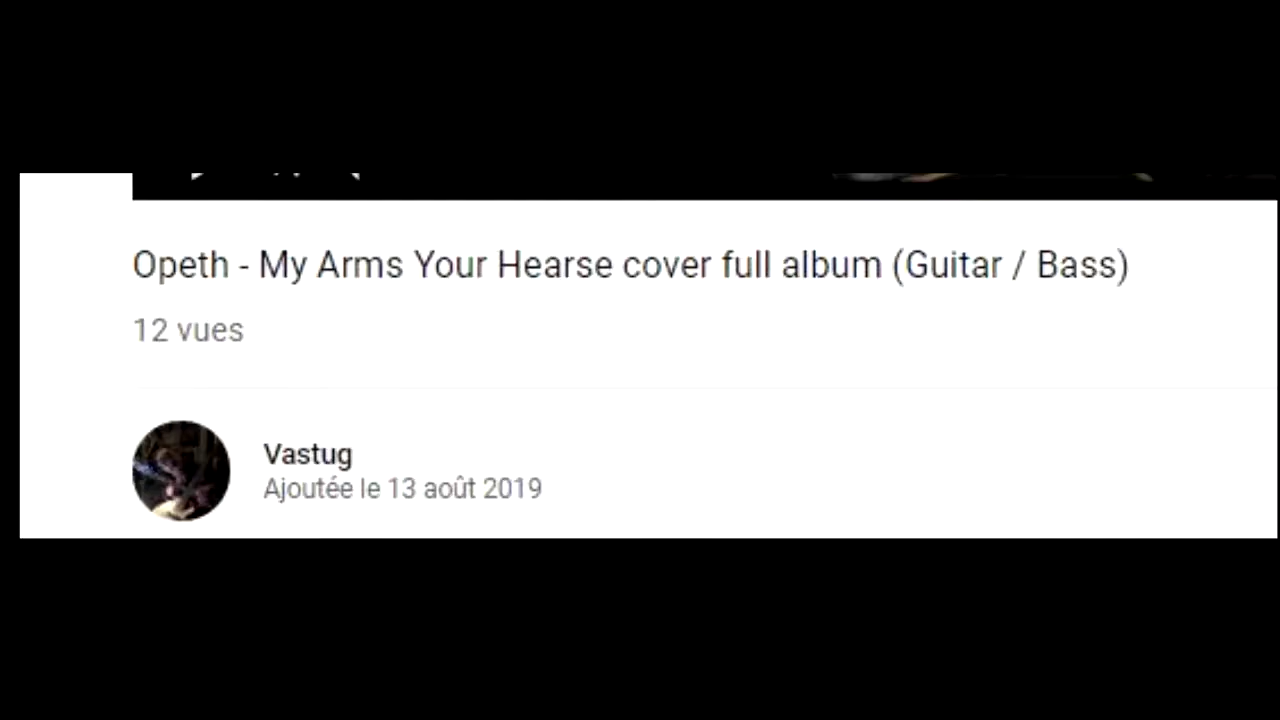 Opeth - My Arms Your Hearse cover full album (Guitar / Bass)
12 vues
Vastug
Ajoutée le 13 août 2019